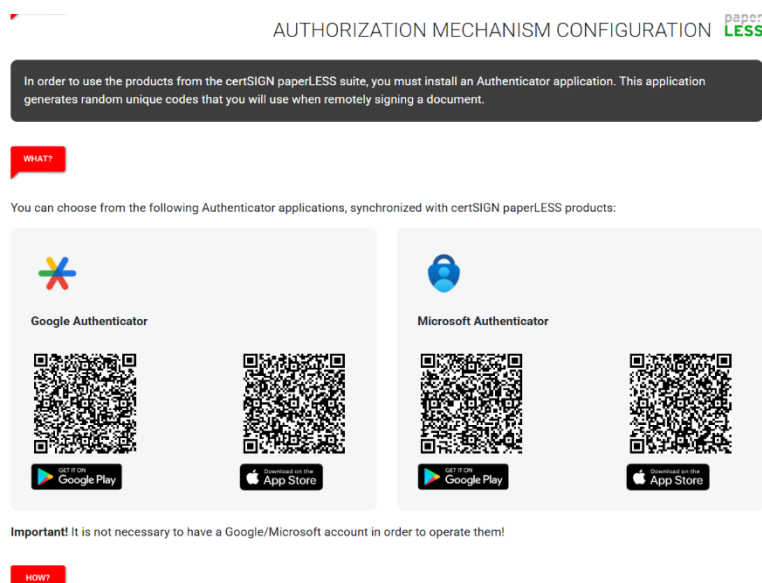 AUTHORIZATION MECHANISM CONFIGURATION
paper
LESS
In order to use the products from the certSIGN paperLESS suite, you must install an Authenticator application. This application
generates random unique codes that you will use when remotely signing a document.
WHAT?
You can choose from the following Authenticator applications, synchronized with certSIGN paperLESS products:
Google Authenticator
Microsoft Authenticator
GET IT ON
Google Play
Download on the
App Store
GET IT ON
Google Play
Download on the
App Store
Important! It is not necessary to have a Google/Microsoft account in order to operate them!
HOW?